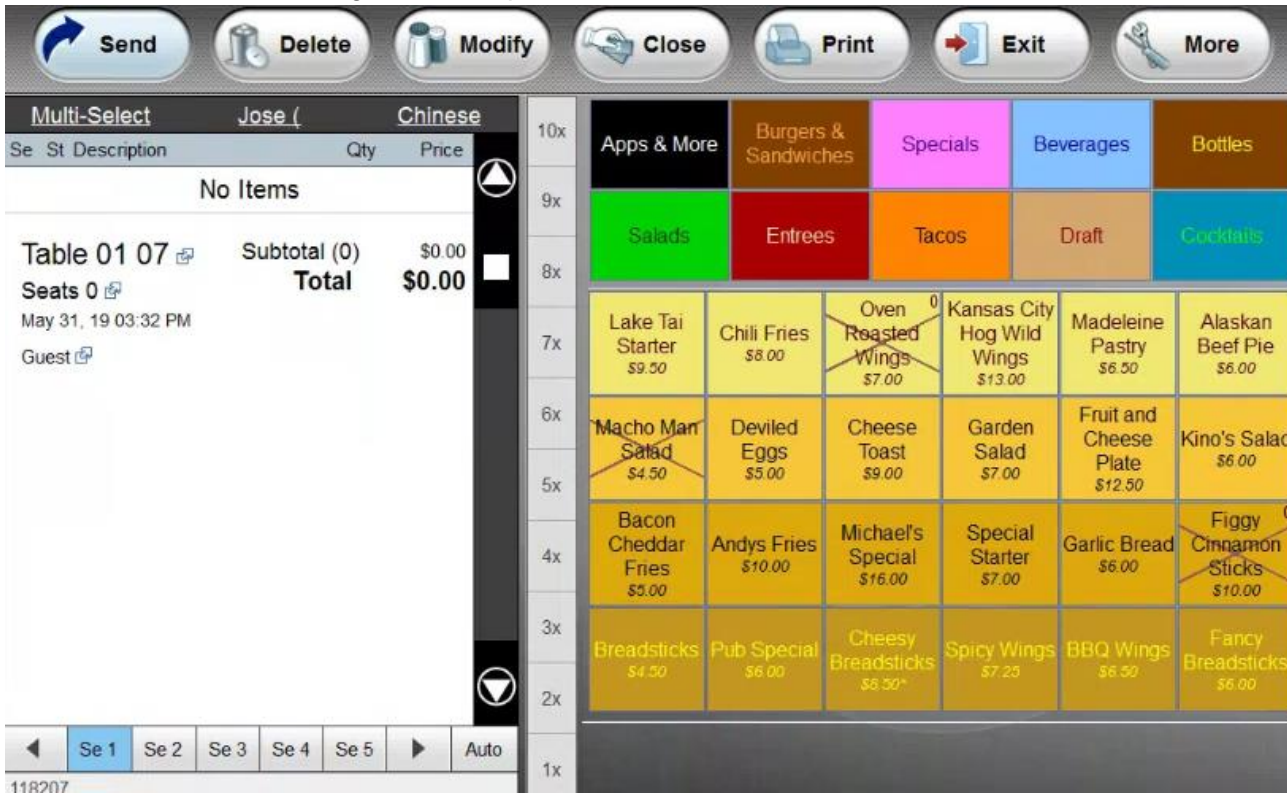 Send Delete Modify Close Print Exit More
Multi-Select Jose ( Chinese
Se St Description Qty Price
No Items
Table 01 07 Subtotal (0) $0.00
Total $0.00
Seats 0
May 31, 19 03:32 PM
Guest
Se 1 Se 2 Se 3 Se 4 Se 5 Auto
118207
10x
9x
8x
7x
6x
5x
4x
3x
2x
1x
Apps & More
Burgers &
Sandwiches
Specials
Beverages
Bottles
Salads
Entrees
Tacos
Draft
Cocktails
Lake Tai
Starter
$9.50
Chili Fries
$8.00
Oven 0
Roasted
Wings
$7.00
Kansas City
Hog Wild
Wings
$13.00
Madeleine
Pastry
$6.50
Alaskan
Beef Pie
$6.00
Macho Man
Salad
$4.50
Deviled
Eggs
$5.00
Cheese
Toast
$9.00
Garden
Salad
$7.00
Fruit and
Cheese
Plate
$12.50
Kino's Salad
$6.00
Bacon
Cheddar
Fries
$5.00
Andys Fries
$10.00
Michael's
Special
$16.00
Special
Starter
$7.00
Garlic Bread
$6.00
Figgy 0
Cinnamon
Sticks
$10.00
Breadsticks
$4.50
Pub Special
$6.00
Cheesy
Breadsticks
$8.50*
Spicy Wings
$7.25
BBQ Wings
$6.50
Fancy
Breadsticks
$6.00